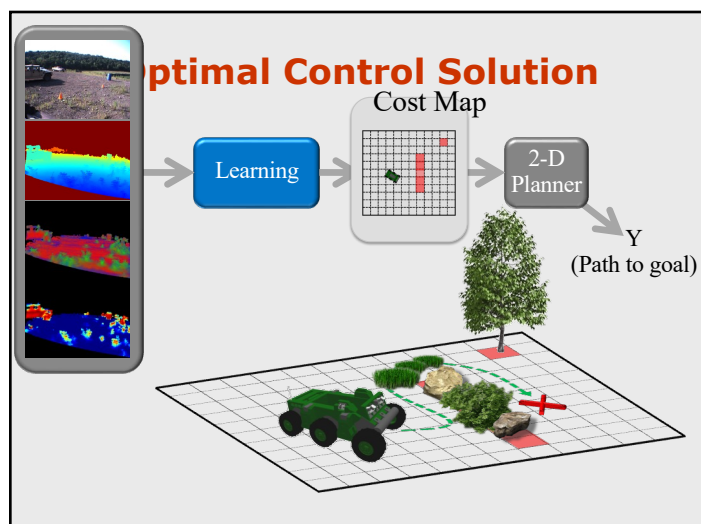 ptimal Control Solution
Cost Map
Learning
2-D
Planner
Y
(Path to goal)